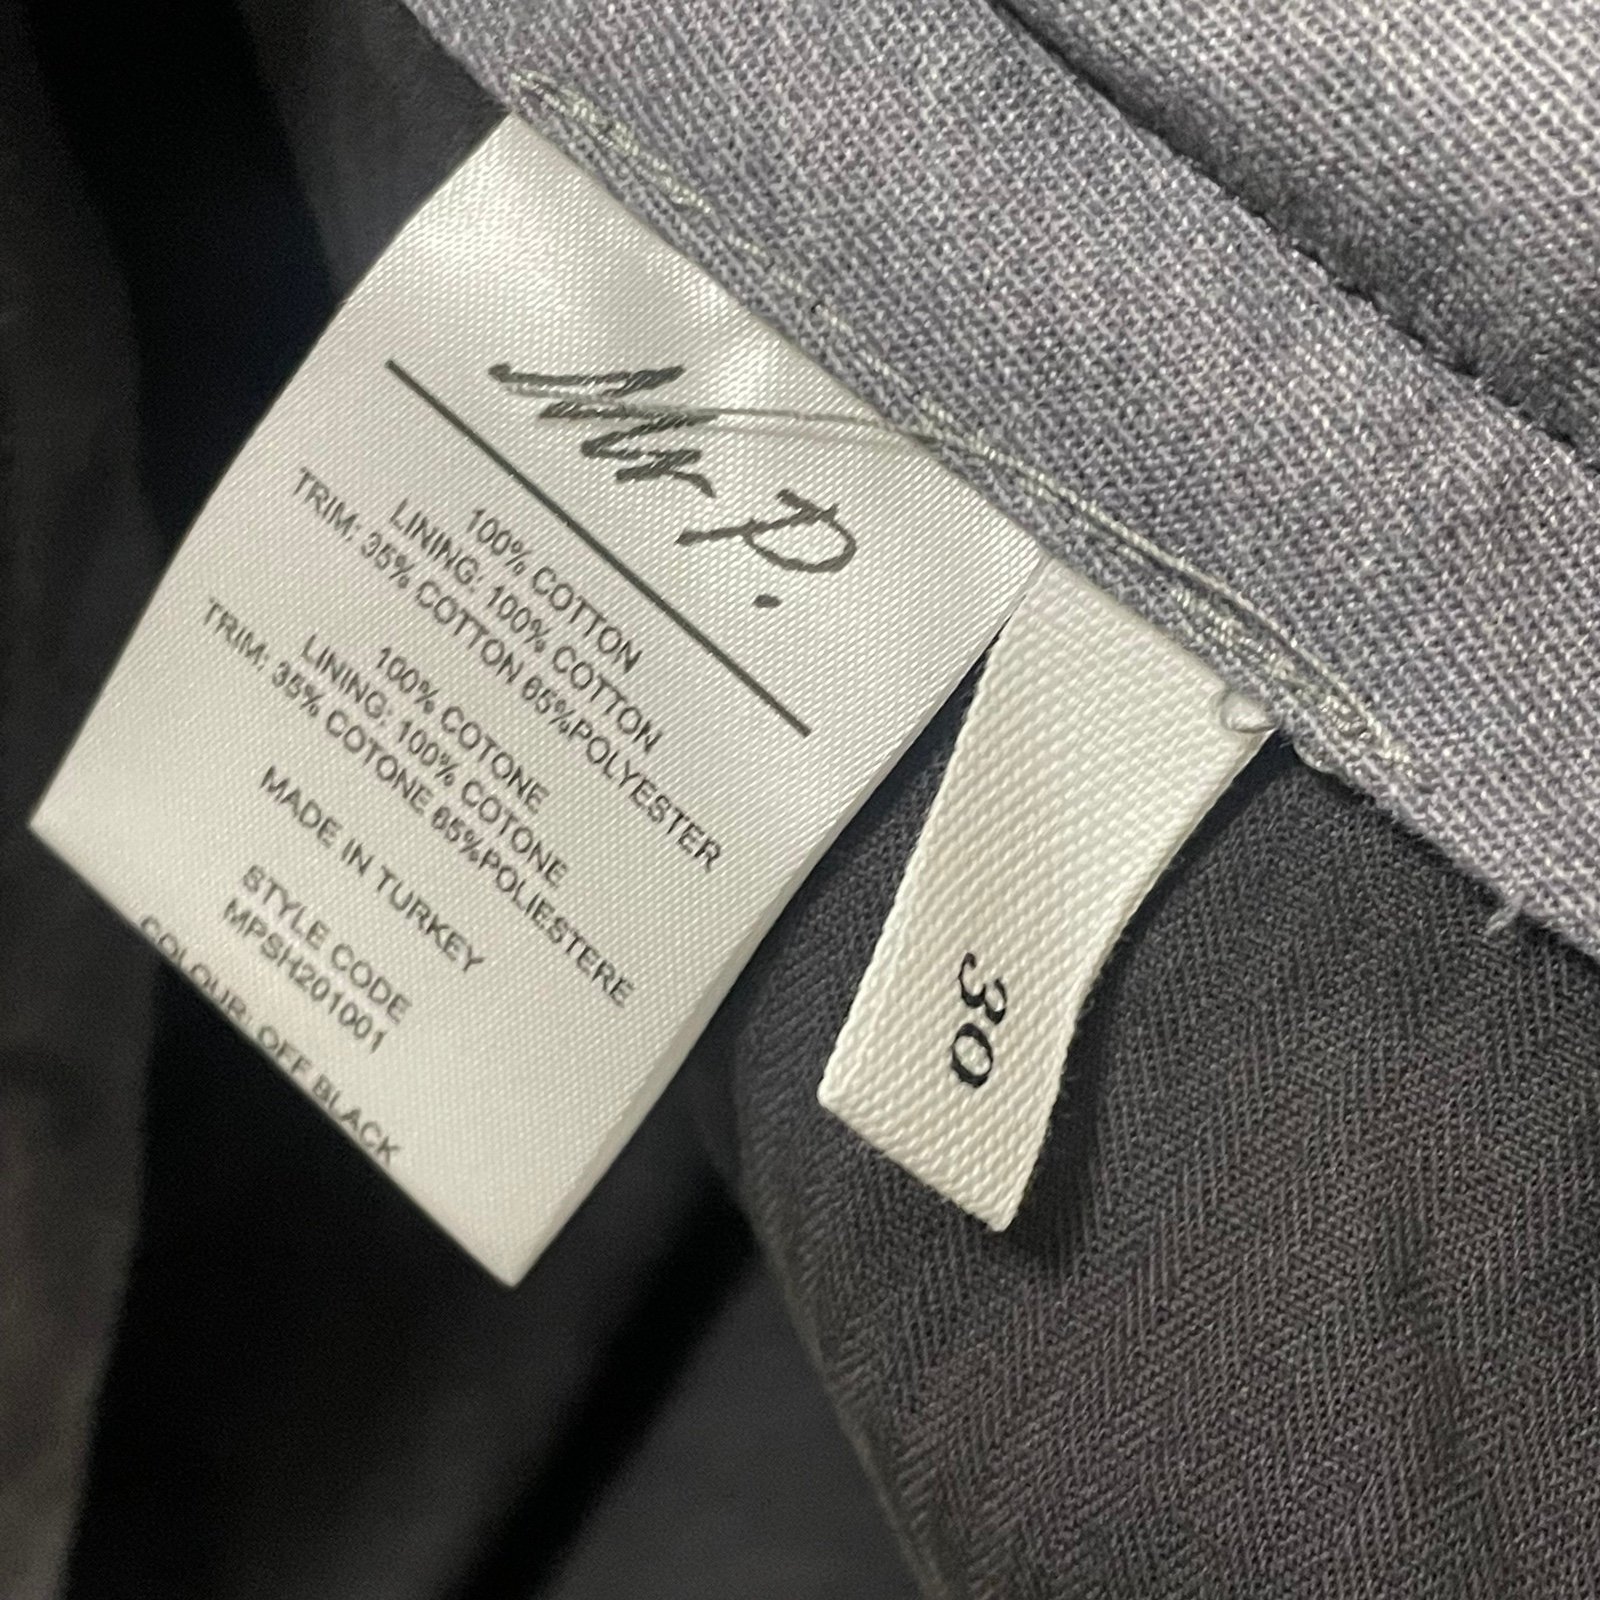 Mr P.
100% COTTON
LINING: 100% COTTON
TRIM: 35% COTTON 65%POLYESTER
100% COTONE
LINING: 100% COTONE
TRIM: 35% COTONE 65%POLIESTERE
MADE IN TURKEY
STYLE CODE
MPSH201001
COLOUR: OFF BLACK
30